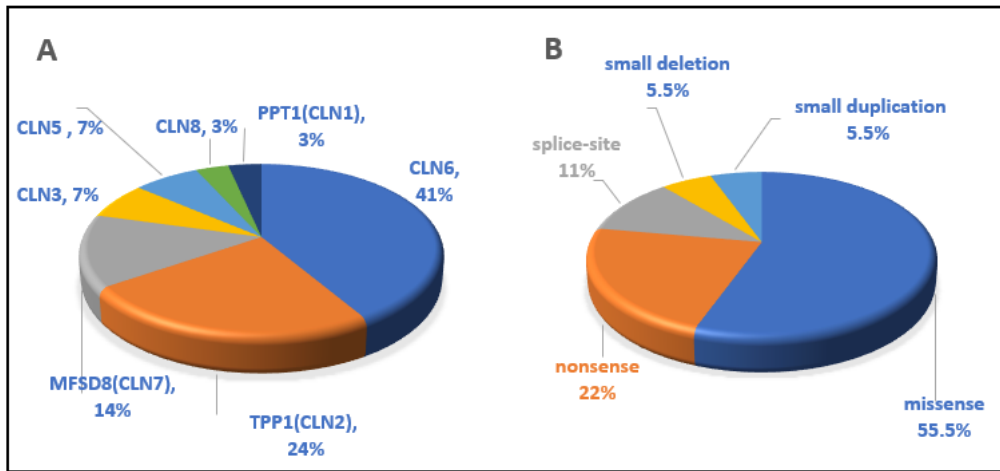 A
CLN5 , 7%
CLN8, 3%
PPT1(CLN1),
3%
CLN3, 7%
CLN6,
41%
MFSD8(CLN7),
14%
TPP1(CLN2),
24%
B
small deletion
5.5%
small duplication
5.5%
splice-site
11%
nonsense
22%
missense
55.5%